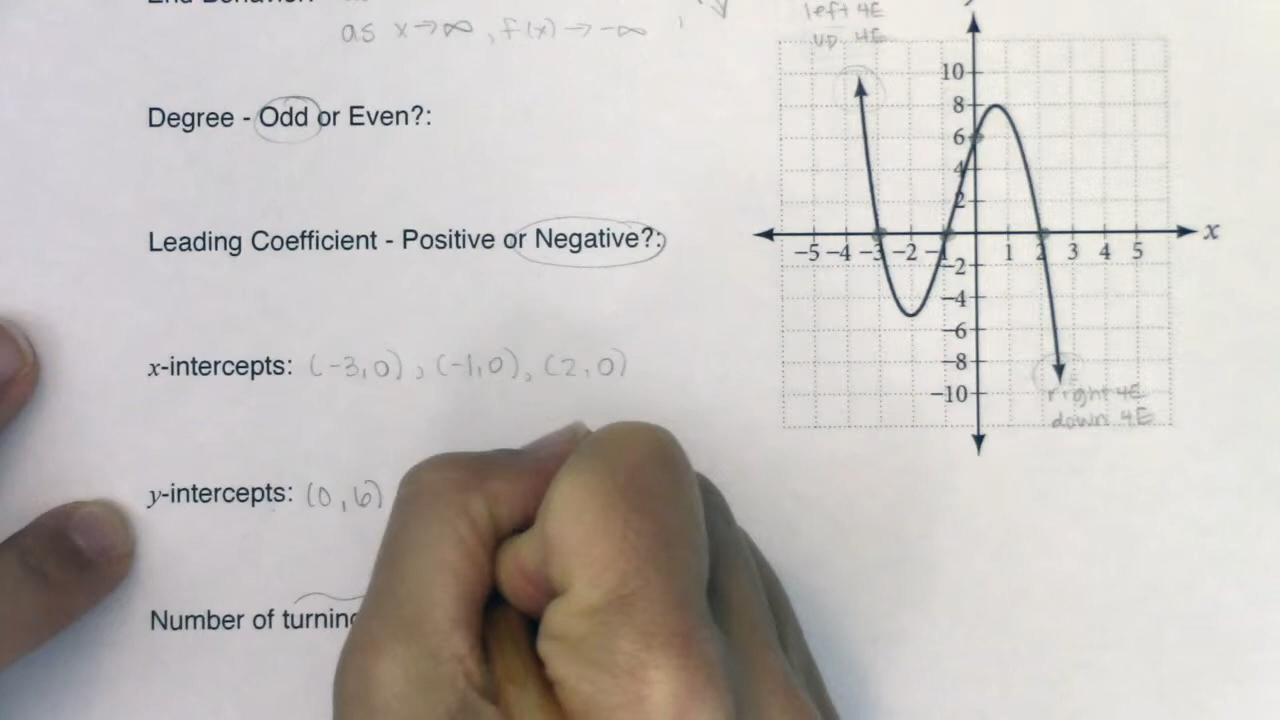 End Behavior:
as x→∞, f(x)→-∞,
left 4E
up 4E
Degree - Odd or Even?:
Leading Coefficient - Positive or Negative?:
x-intercepts: (-3,0), (-1,0), (2,0)
y-intercepts: (0,6)
Number of turning
10
8
6
4
2
-5 -4 -3 -2 -1 1 2 3 4 5 x
-2
-4
-6
-8
-10
right 4E
down 4E